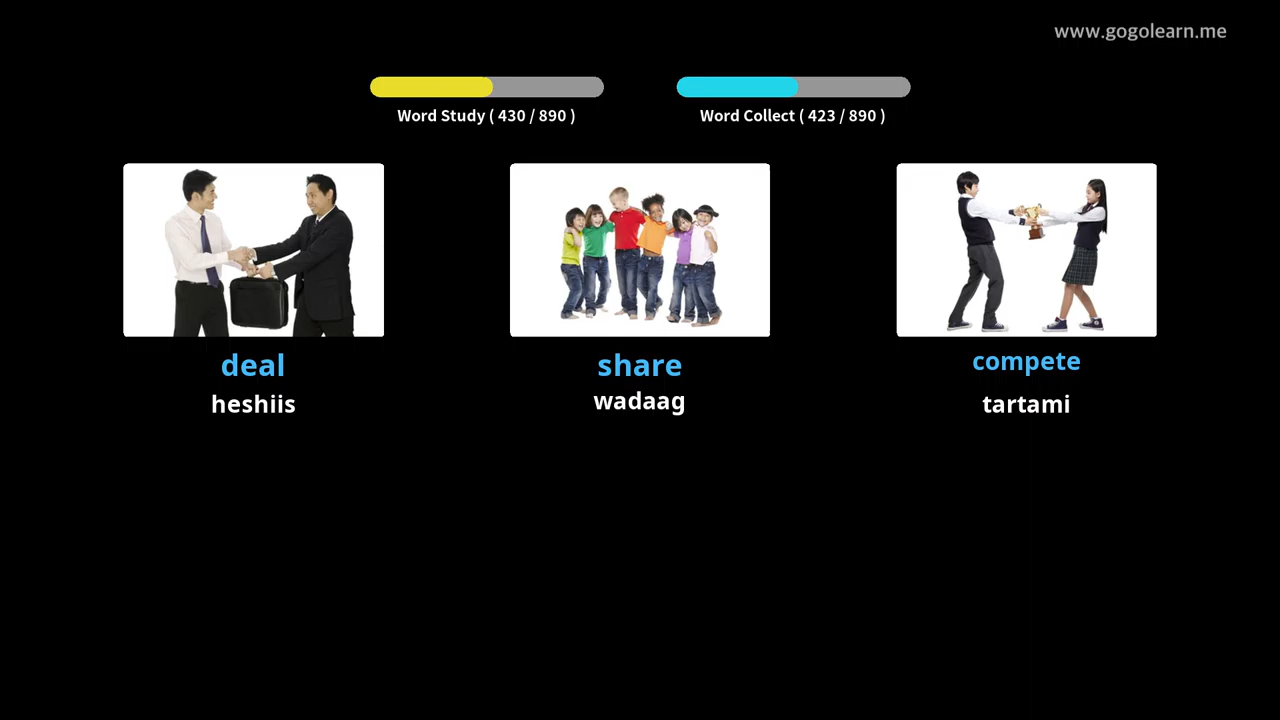 www.gogolearn.me
Word Study ( 430 / 890 )
Word Collect ( 423 / 890 )
deal
heshiis
share
wadaag
compete
tartami